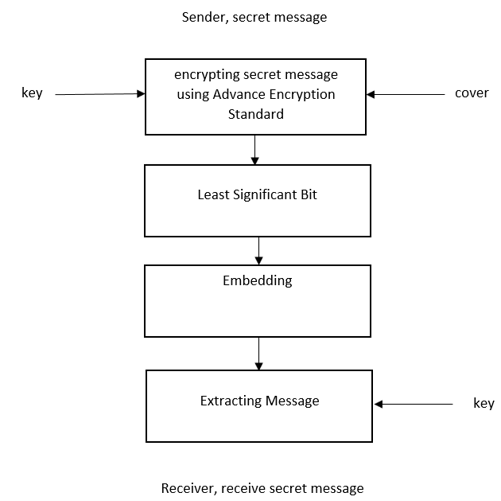 Sender, secret message
encrypting secret message
key
using Advance Encryption
cover
Standard
Least Significant Bit
Embedding
Extracting Message
key
Receiver, receive secret message